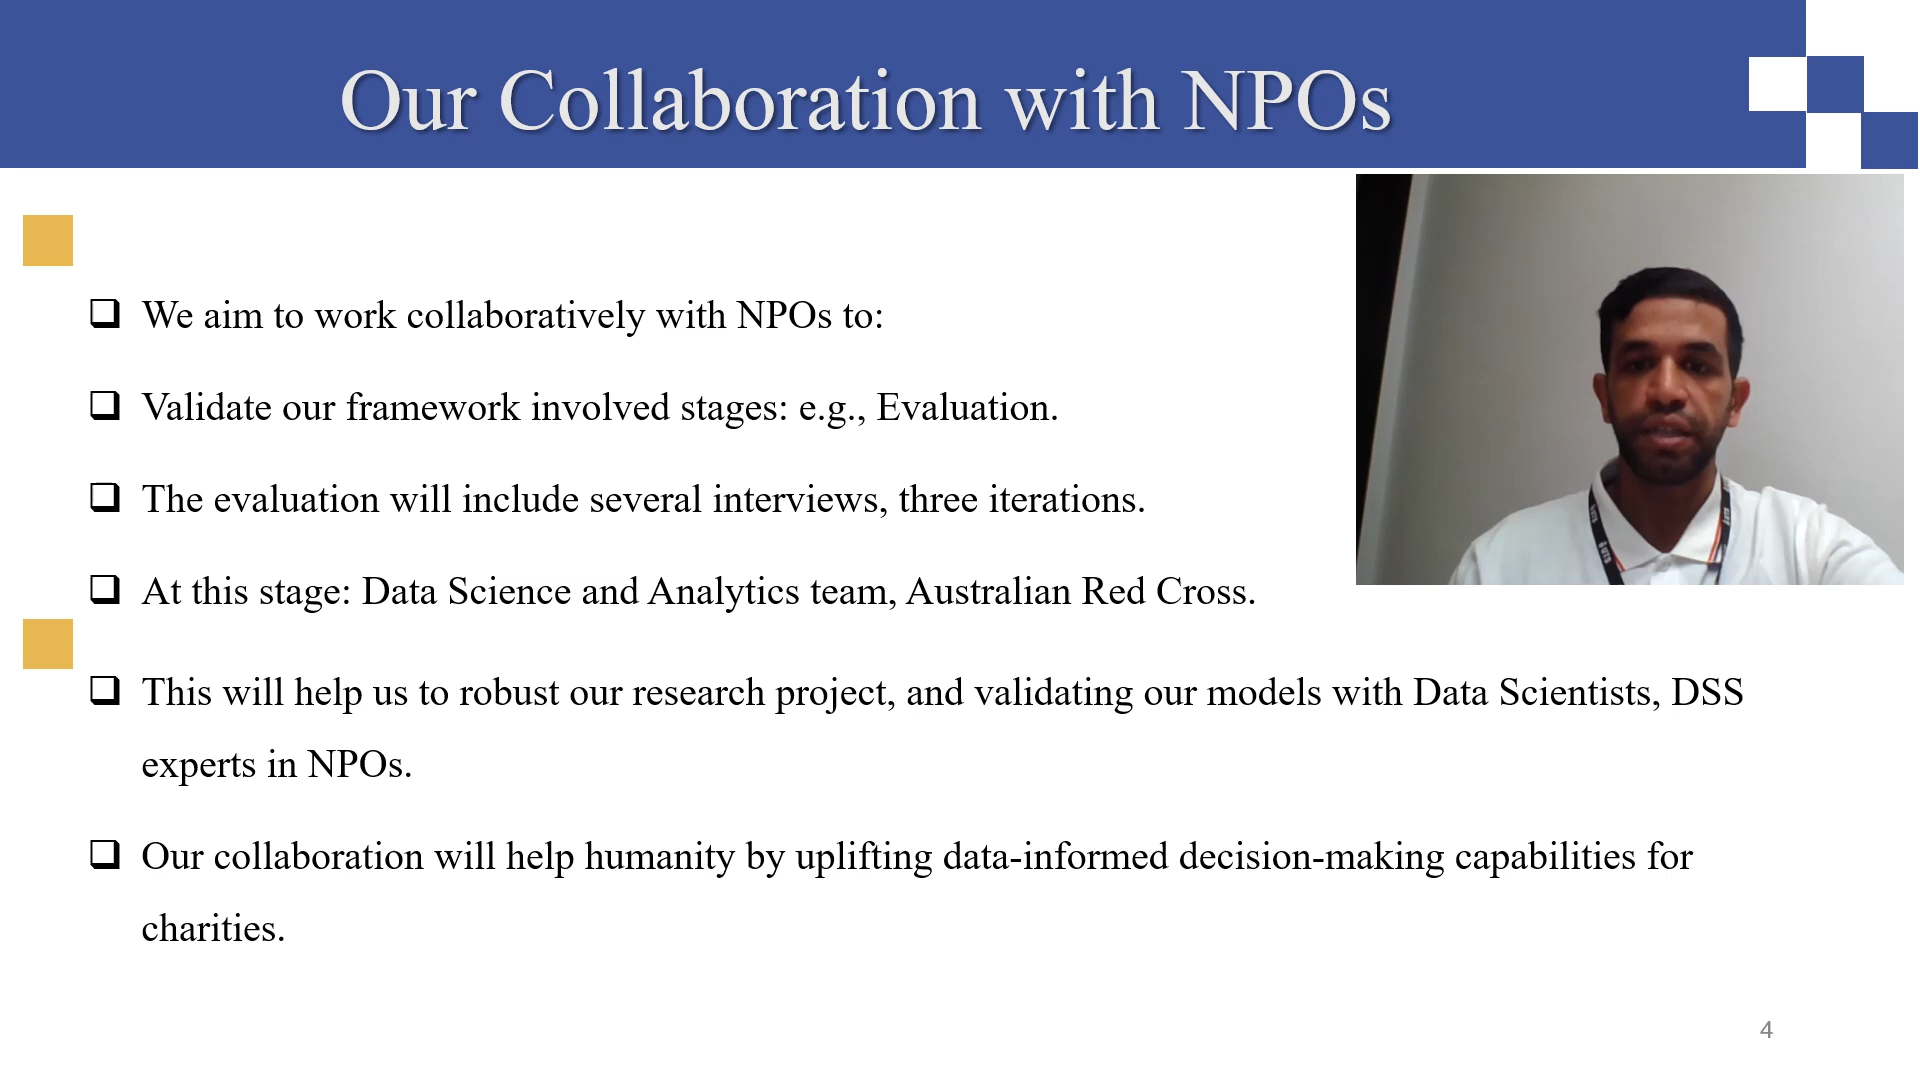 Our Collaboration with NPOs
We aim to work collaboratively with NPOs to:
Validate our framework involved stages: e.g., Evaluation.
The evaluation will include several interviews, three iterations.
At this stage: Data Science and Analytics team, Australian Red Cross.
This will help us to robust our research project, and validating our models with Data Scientists, DSS
experts in NPOs.
Our collaboration will help humanity by uplifting data-informed decision-making capabilities for
charities.
4